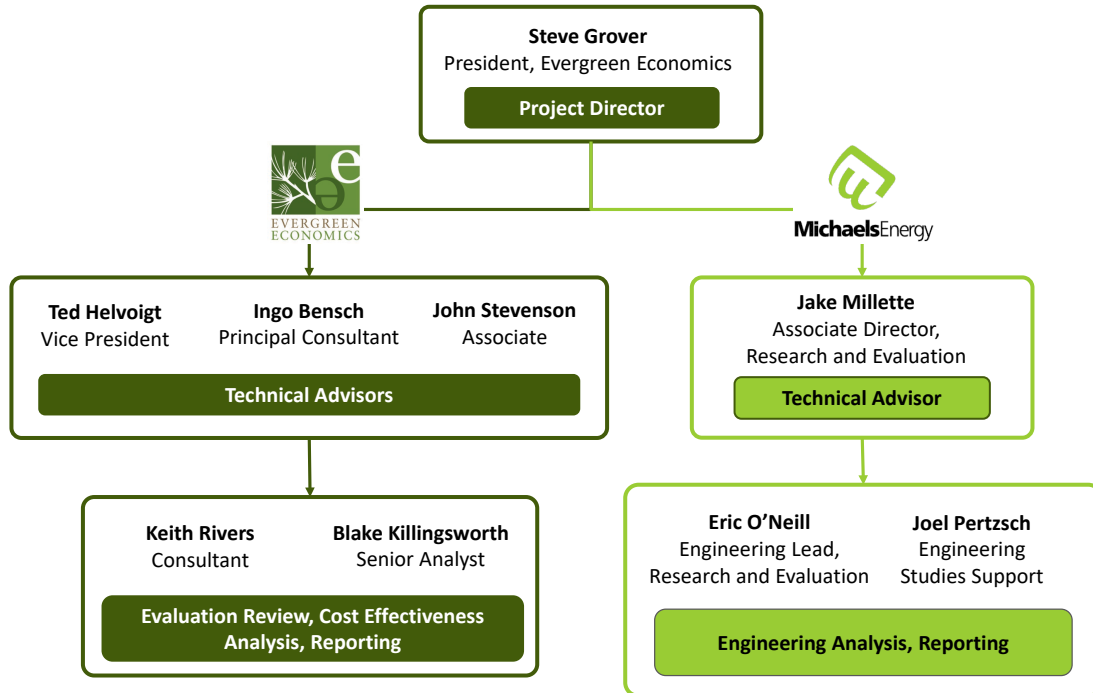 Steve Grover
President, Evergreen Economics
Project Director
e
e
EVERGREEN
ECONOMICS
MichaelsEnergy
Ted Helvoigt
Vice President
Ingo Bensch
Principal Consultant
John Stevenson
Associate
Technical Advisors
Jake Millette
Associate Director,
Research and Evaluation
Technical Advisor
Keith Rivers
Consultant
Blake Killingsworth
Senior Analyst
Evaluation Review, Cost Effectiveness
Analysis, Reporting
Eric O’Neill
Engineering Lead,
Research and Evaluation
Joel Pertzsch
Engineering
Studies Support
Engineering Analysis, Reporting